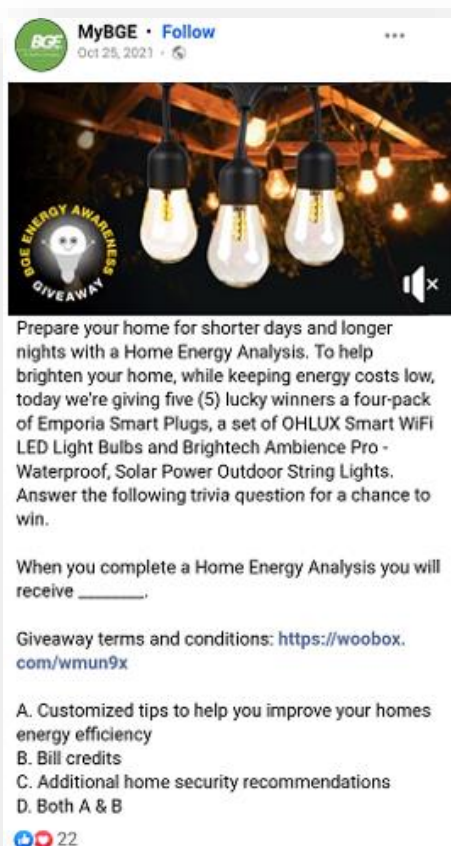 BGE
MyBGE · Follow
Oct 25, 2021 ·
BGE ENERGY AWARENESS
GIVEAWAY
Prepare your home for shorter days and longer
nights with a Home Energy Analysis. To help
brighten your home, while keeping energy costs low,
today we're giving five (5) lucky winners a four-pack
of Emporia Smart Plugs, a set of OHLUX Smart WiFi
LED Light Bulbs and Brightech Ambience Pro -
Waterproof, Solar Power Outdoor String Lights.
Answer the following trivia question for a chance to
win.
When you complete a Home Energy Analysis you will
receive _______.
Giveaway terms and conditions: https://woobox.
com/wmun9x
A. Customized tips to help you improve your homes
energy efficiency
B. Bill credits
C. Additional home security recommendations
D. Both A & B
22